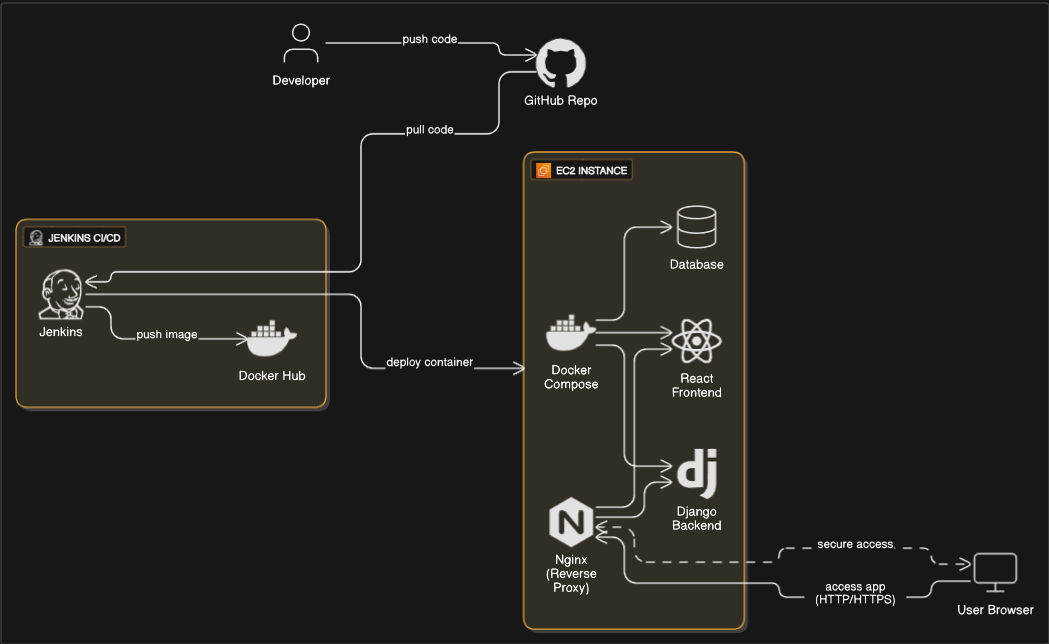 push code
Developer
GitHub Repo
pull code
EC2 INSTANCE
JENKINS CI/CD
Database
Jenkins
push image
Docker Hub
deploy container
Docker
Compose
React
Frontend
dj
Django
Backend
N
Nginx
(Reverse
Proxy)
secure access
access app
(HTTP/HTTPS)
User Browser